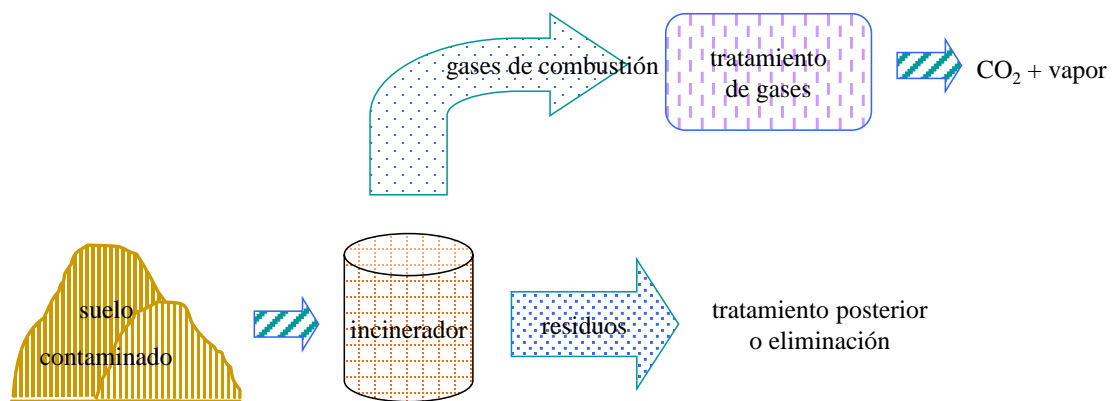 gases de combustión
tratamiento
de gases
CO₂ + vapor
suelo
contaminado
incinerador
residuos
tratamiento posterior
o eliminación